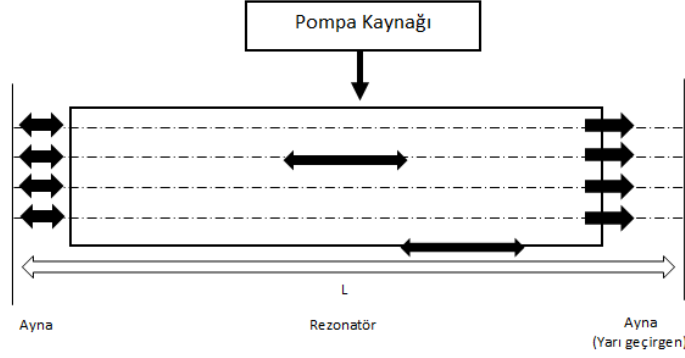 Pompa Kaynağı
L
Ayna
Rezonatör
Ayna
(Yarı geçirgen)